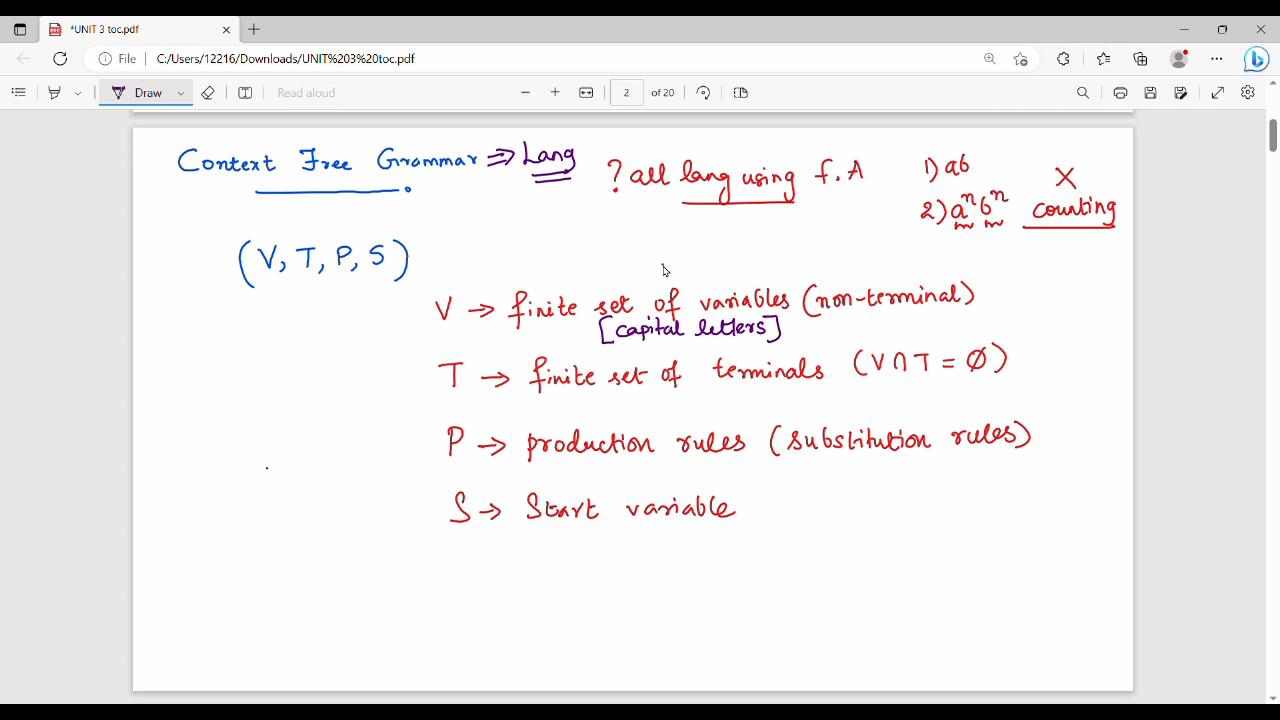 *UNIT 3 toc.pdf
File C:/Users/12216/Downloads/UNIT%203%20toc.pdf
Draw Read aloud 2 of 20
Context Free Grammar ⇒ Lang
? all lang using f.A
1) ab
2) aⁿbⁿ
X
counting
(V, T, P, S)
V → finite set of variables (non-terminal)
[capital letters]
T → finite set of terminals (V ∩ T = Ø)
P → production rules (substitution rules)
S → Start variable